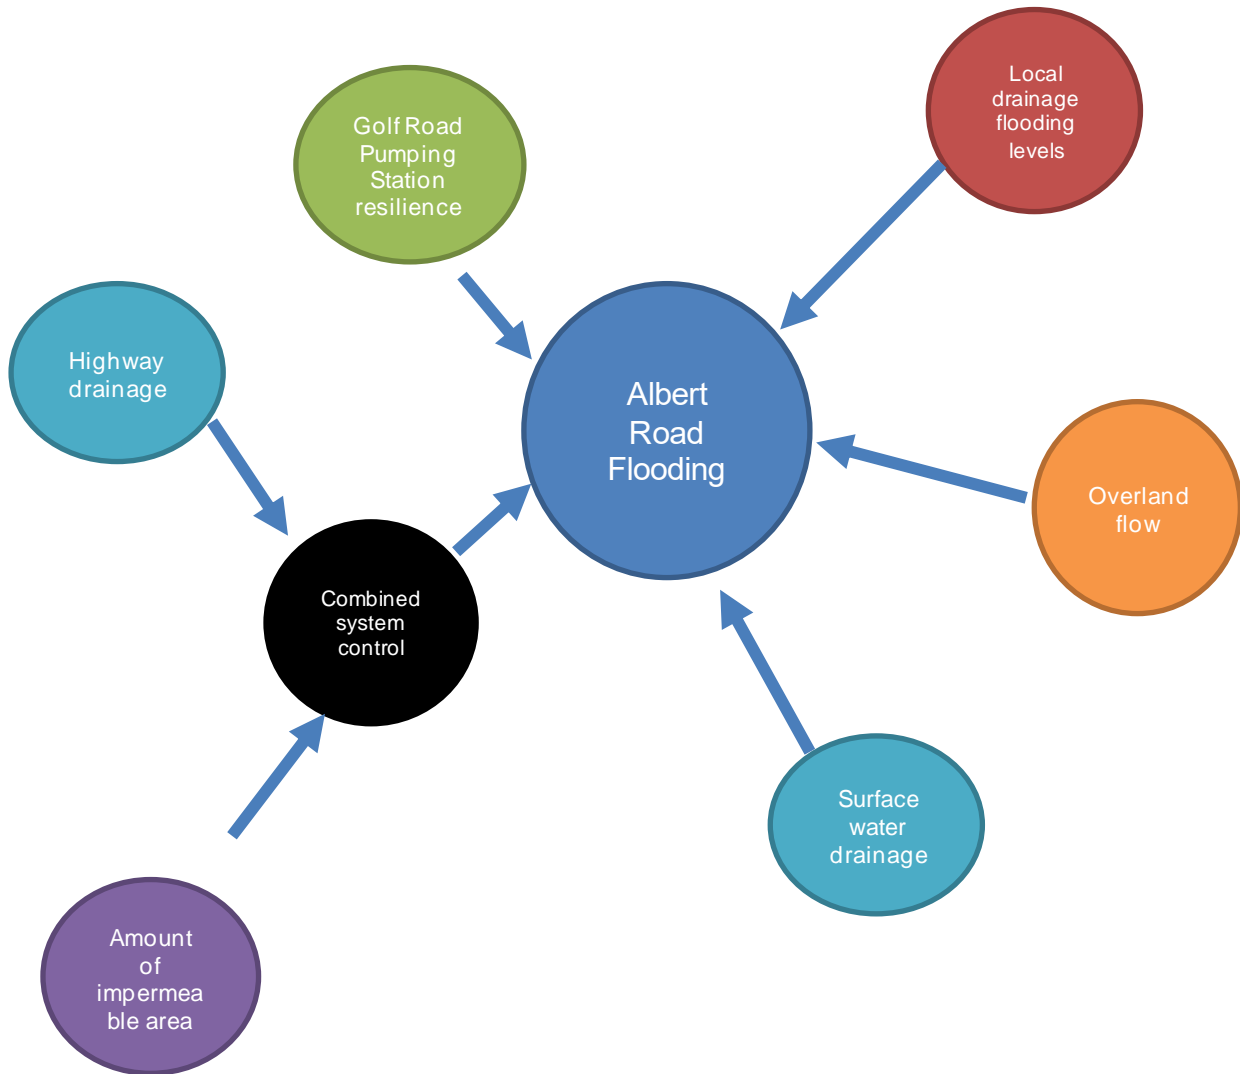 Local
drainage
flooding
levels
Golf Road
Pumping
Station
resilience
Highway
drainage
Albert
Road
Flooding
Overland
flow
Combined
system
control
Surface
water
drainage
Amount
of
impermea
ble area